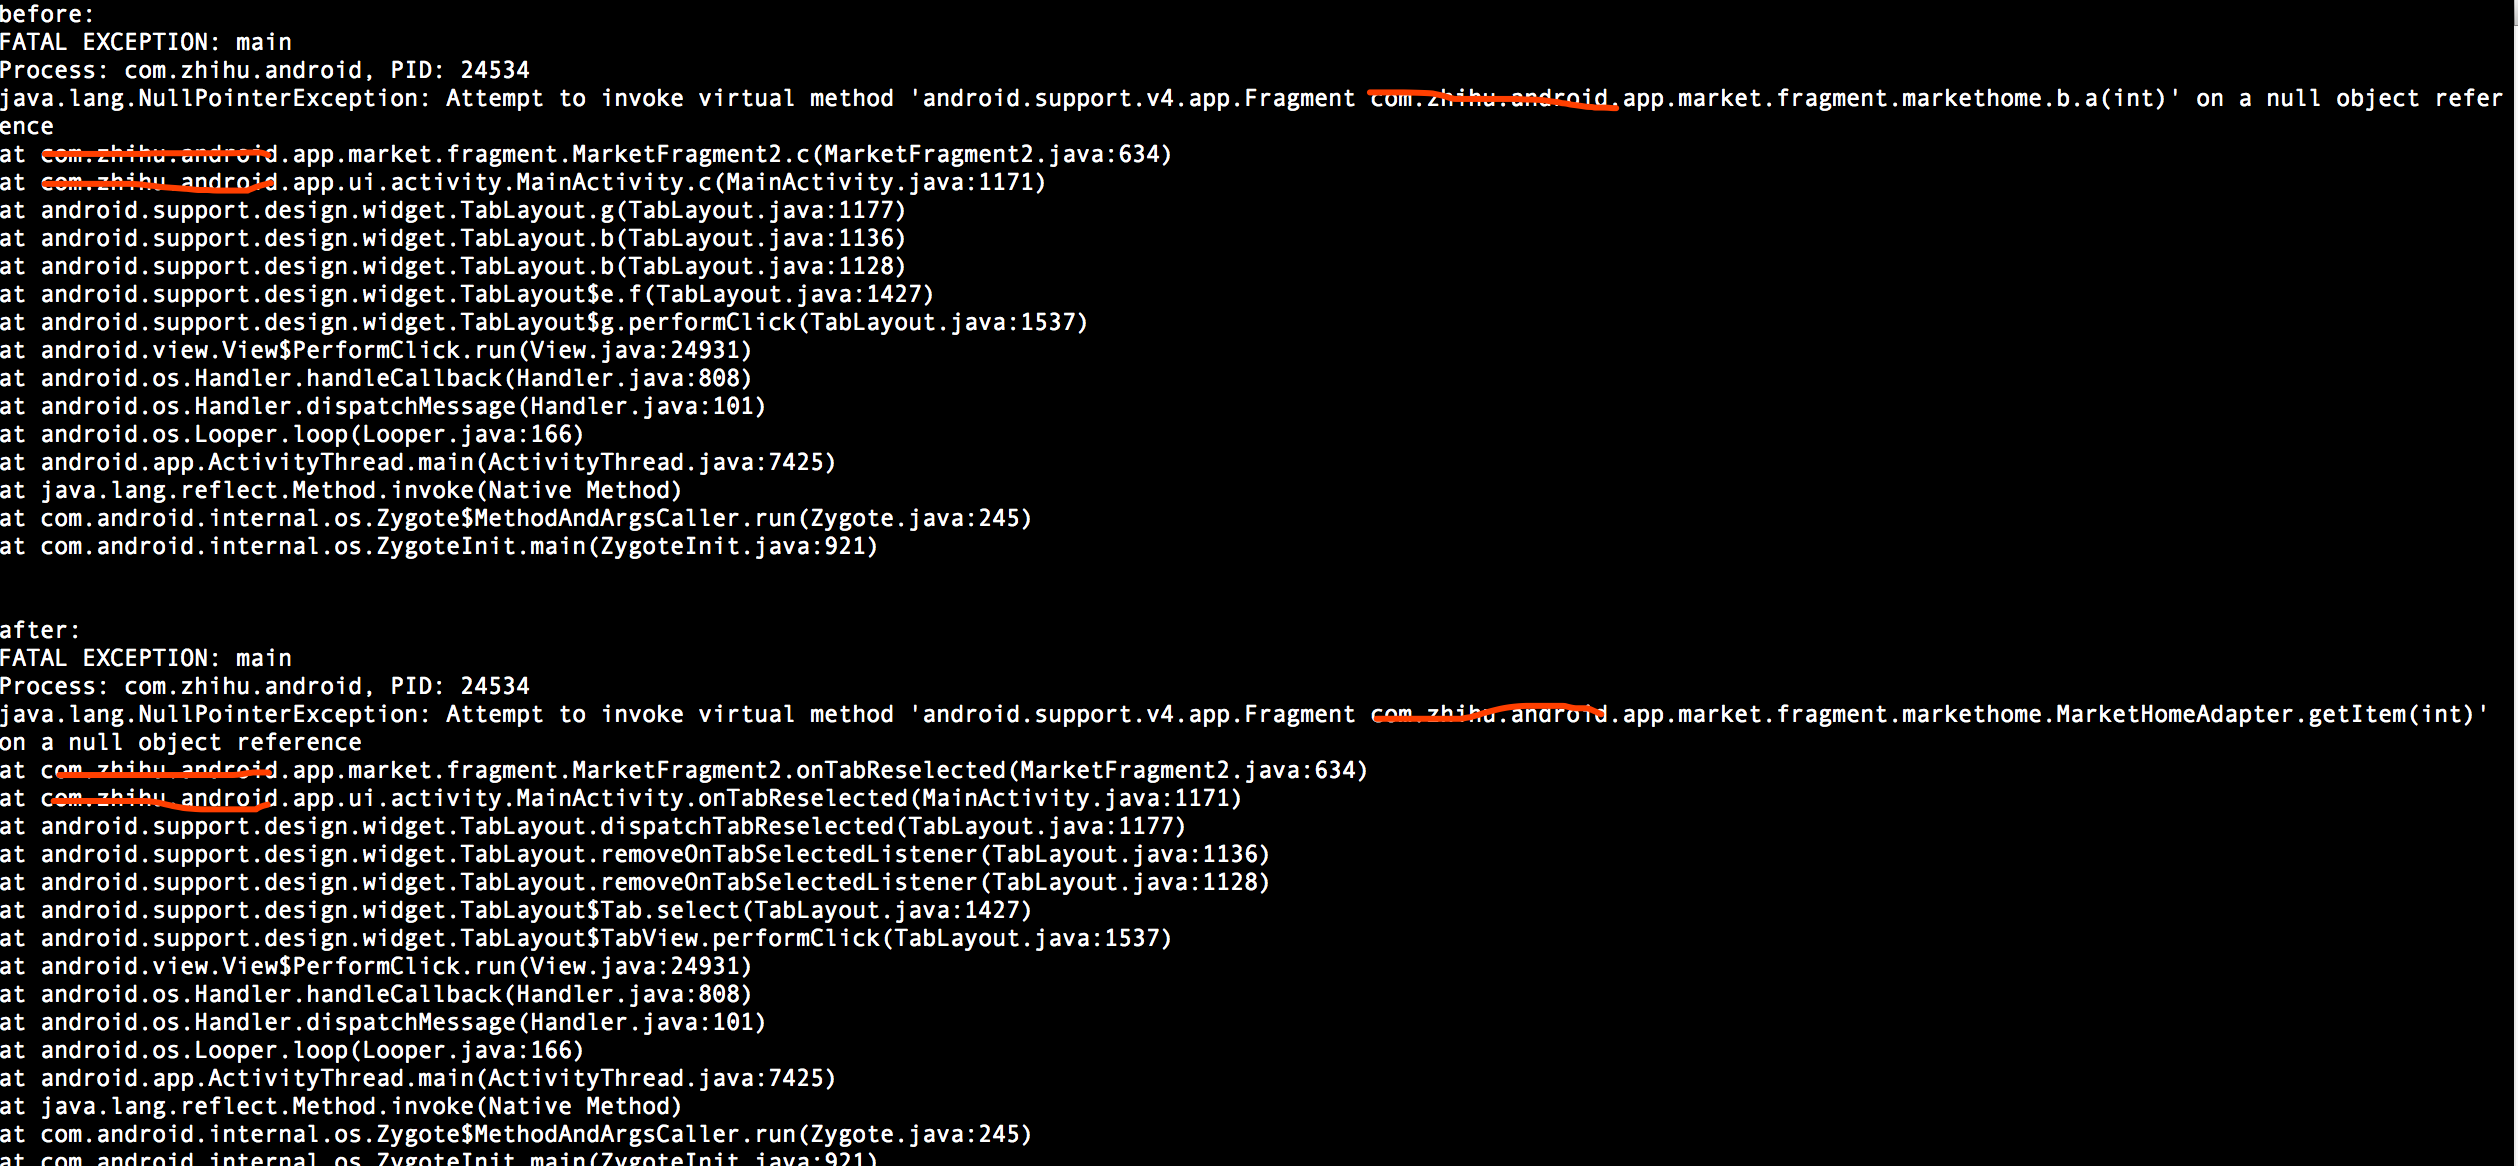 before:
FATAL EXCEPTION: main
Process: com.zhihu.android, PID: 24534
java.lang.NullPointerException: Attempt to invoke virtual method 'android.support.v4.app.Fragment com.zhihu.android.app.market.fragment.markethome.b.a(int)' on a null object refer
ence
at com.zhihu.android.app.market.fragment.MarketFragment2.c(MarketFragment2.java:634)
at com.zhihu.android.app.ui.activity.MainActivity.c(MainActivity.java:1171)
at android.support.design.widget.TabLayout.g(TabLayout.java:1177)
at android.support.design.widget.TabLayout.b(TabLayout.java:1136)
at android.support.design.widget.TabLayout.b(TabLayout.java:1128)
at android.support.design.widget.TabLayout$e.f(TabLayout.java:1427)
at android.support.design.widget.TabLayout$g.performClick(TabLayout.java:1537)
at android.view.View$PerformClick.run(View.java:24931)
at android.os.Handler.handleCallback(Handler.java:808)
at android.os.Handler.dispatchMessage(Handler.java:101)
at android.os.Looper.loop(Looper.java:166)
at android.app.ActivityThread.main(ActivityThread.java:7425)
at java.lang.reflect.Method.invoke(Native Method)
at com.android.internal.os.Zygote$MethodAndArgsCaller.run(Zygote.java:245)
at com.android.internal.os.ZygoteInit.main(ZygoteInit.java:921)
after:
FATAL EXCEPTION: main
Process: com.zhihu.android, PID: 24534
java.lang.NullPointerException: Attempt to invoke virtual method 'android.support.v4.app.Fragment com.zhihu.android.app.market.fragment.markethome.MarketHomeAdapter.getItem(int)'
on a null object reference
at com.zhihu.android.app.market.fragment.MarketFragment2.onTabReselected(MarketFragment2.java:634)
at com.zhihu.android.app.ui.activity.MainActivity.onTabReselected(MainActivity.java:1171)
at android.support.design.widget.TabLayout.dispatchTabReselected(TabLayout.java:1177)
at android.support.design.widget.TabLayout.removeOnTabSelectedListener(TabLayout.java:1136)
at android.support.design.widget.TabLayout.removeOnTabSelectedListener(TabLayout.java:1128)
at android.support.design.widget.TabLayout$Tab.select(TabLayout.java:1427)
at android.support.design.widget.TabLayout$TabView.performClick(TabLayout.java:1537)
at android.view.View$PerformClick.run(View.java:24931)
at android.os.Handler.handleCallback(Handler.java:808)
at android.os.Handler.dispatchMessage(Handler.java:101)
at android.os.Looper.loop(Looper.java:166)
at android.app.ActivityThread.main(ActivityThread.java:7425)
at java.lang.reflect.Method.invoke(Native Method)
at com.android.internal.os.Zygote$MethodAndArgsCaller.run(Zygote.java:245)
at com.android.internal.os.ZygoteInit.main(ZygoteInit.java:921)